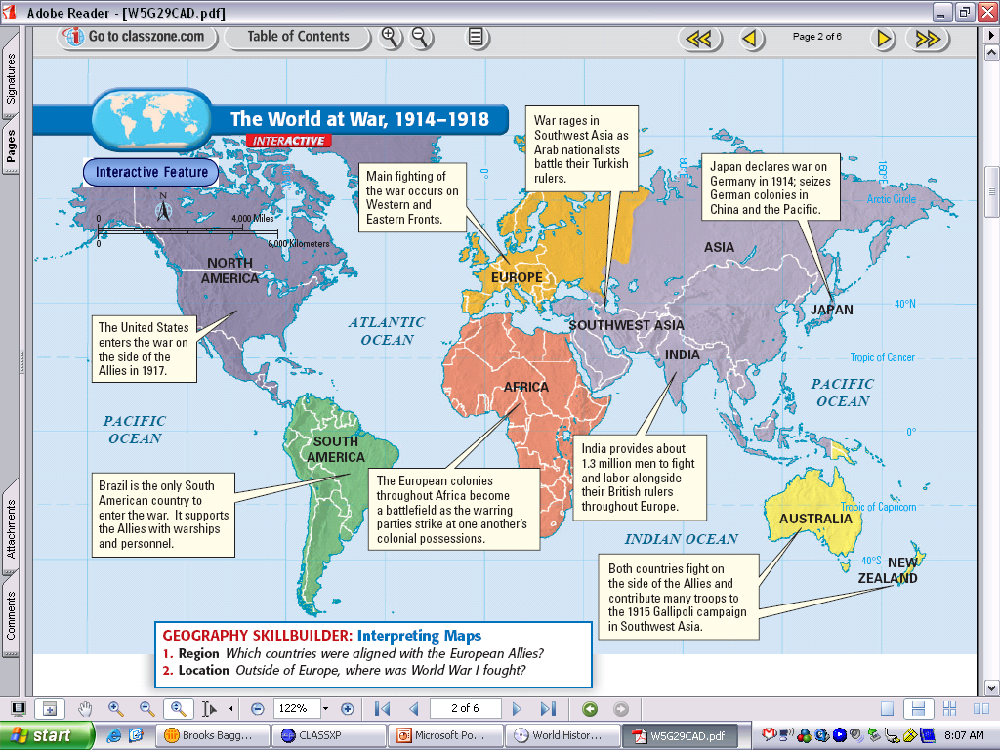 Adobe Reader - [W5G29CAD.pdf]
Go to classzone.com
Table of Contents
Page 2 of 6
Signatures
Pages
Attachments
Comments
The World at War, 1914–1918
INTERACTIVE
Interactive Feature
N
0
4,000 Miles
0
8,000 Kilometers
War rages in
Southwest Asia as
Arab nationalists
battle their Turkish
rulers.
Main fighting of
the war occurs on
Western and
Eastern Fronts.
Japan declares war on
Germany in 1914; seizes
German colonies in
China and the Pacific.
0°
80°E
160°E
Arctic Circle
NORTH
AMERICA
EUROPE
ASIA
SOUTHWEST ASIA
JAPAN
40°N
The United States
enters the war on
the side of the
Allies in 1917.
ATLANTIC
OCEAN
INDIA
Tropic of Cancer
AFRICA
PACIFIC
OCEAN
PACIFIC
OCEAN
0°
SOUTH
AMERICA
India provides about
1.3 million men to fight
and labor alongside
their British rulers
throughout Europe.
Brazil is the only South
American country to
enter the war. It supports
the Allies with warships
and personnel.
The European colonies
throughout Africa become
a battlefield as the warring
parties strike at one another's
colonial possessions.
AUSTRALIA
Tropic of Capricorn
INDIAN OCEAN
40°S
NEW
ZEALAND
Both countries fight on
the side of the Allies and
contribute many troops to
the 1915 Gallipoli campaign
in Southwest Asia.
GEOGRAPHY SKILLBUILDER: Interpreting Maps
1. Region Which countries were aligned with the European Allies?
2. Location Outside of Europe, where was World War I fought?
122%
2 of 6
start
Brooks Bagg...
CLASSXP
Microsoft Po...
World Histor...
W5G29CAD.pdf
8:07 AM